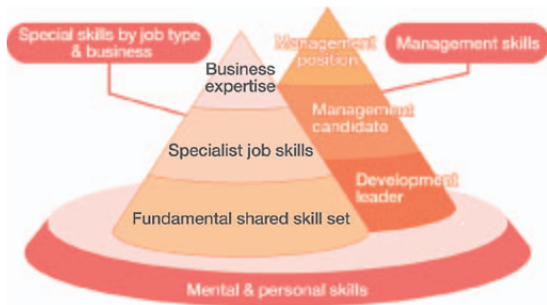 Special skills by job type
& business
Management position
Management skills
Business
expertise
Management
candidate
Specialist job skills
Development
leader
Fundamental shared skill set
Mental & personal skills